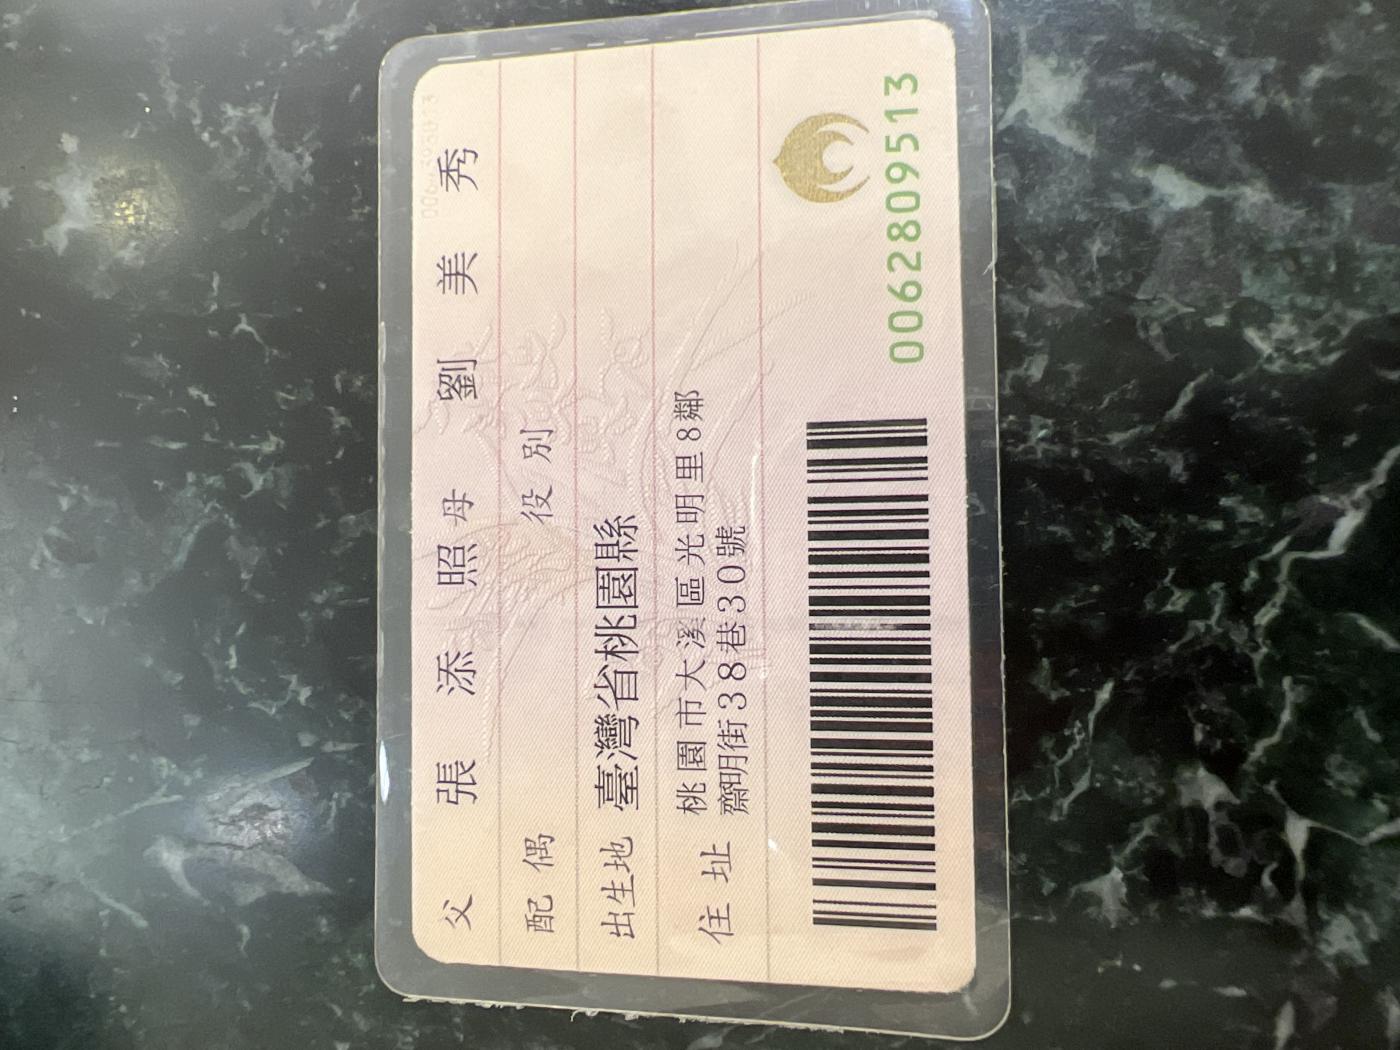 父 張添照 母 劉美秀
配偶 役別
出生地 臺灣省桃園縣
住址 桃園市大溪區光明里8鄰
齋明街38巷30號
0062809513